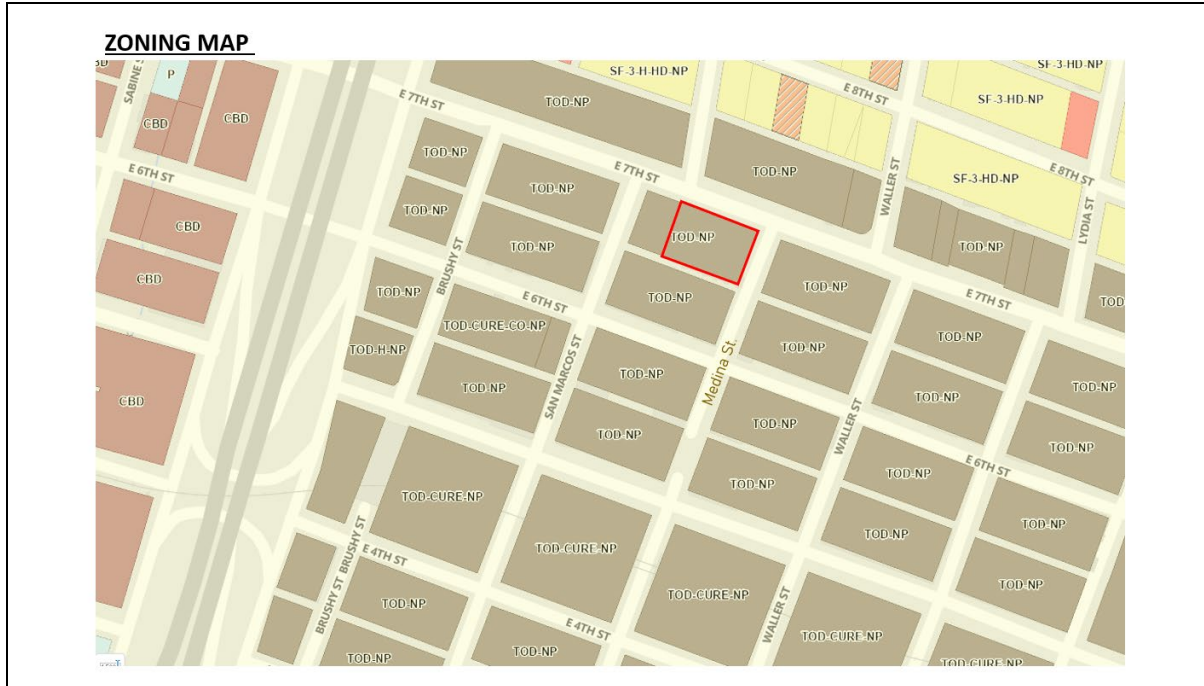 ZONING MAP
SABINE
P
CBD
CBD
E 7TH ST
TOD-NP
SF-3-H-HD-NP
SF-3-HD-NP
E 8TH ST
SF-3-HD-NP
TOD-NP
TOD-NP
E 7TH ST
TOD-NP
WALLER ST
SF-3-HD-NP
E 8TH ST
E 6TH ST
TOD-NP
TOD-NP
TOD-NP
LYDIA ST
CBD
CBD
TOD-NP
BRUSHY ST
TOD-NP
TOD-NP
TOD-NP
TOD-NP
E 7TH ST
TOD
TOD-NP
TOD-CURE-CO-NP
E 6TH ST
Medina St.
TOD-NP
TOD-NP
TOD-H-NP
TOD-NP
SAN MARCOS ST
TOD-NP
TOD-NP
TOD-NP
CBD
TOD-NP
TOD-NP
WALLER ST
E 6TH ST
TOD-NP
TOD-NP
TOD-NP
TOD-CURE-NP
TOD-NP
TOD-NP
BRUSHY ST
BRUSHY ST
E 4TH ST
TOD-CURE-NP
TOD-NP
TOD-NP
TOD-CURE-NP
WALLER ST
E 4TH ST
TOD-CURE-NP
TOD-NP
TOD-NP
TOD-CURE-NP